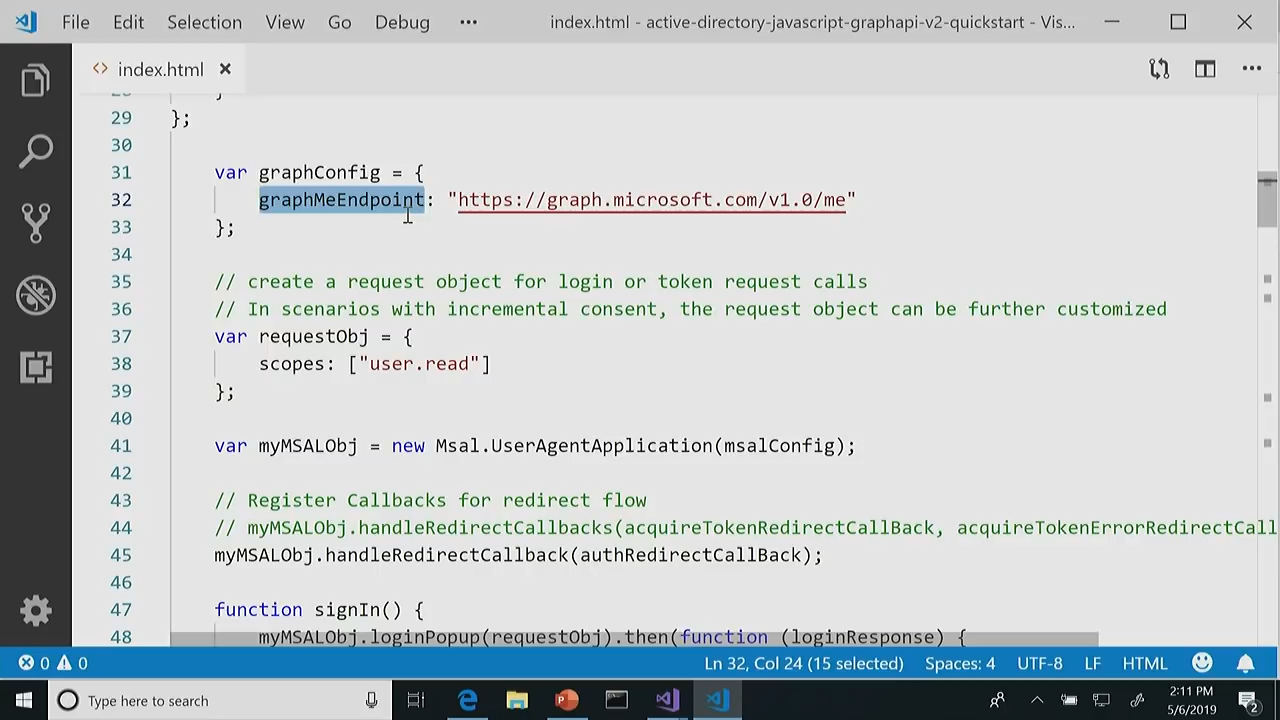 File Edit Selection View Go Debug ••• index.html - active-directory-javascript-graphapi-v2-quickstart - Vis...
<> index.html
29 };
30
31 var graphConfig = {
32 graphMeEndpoint: "https://graph.microsoft.com/v1.0/me"
33 };
34
35 // create a request object for login or token request calls
36 // In scenarios with incremental consent, the request object can be further customized
37 var requestObj = {
38 scopes: ["user.read"]
39 };
40
41 var myMSALObj = new Msal.UserAgentApplication(msalConfig);
42
43 // Register Callbacks for redirect flow
44 // myMSALObj.handleRedirectCallbacks(acquireTokenRedirectCallBack, acquireTokenErrorRedirectCall
45 myMSALObj.handleRedirectCallback(authRedirectCallBack);
46
47 function signIn() {
48 myMSALObj.loginPopup(requestObj).then(function (loginResponse) {
0 0 Ln 32, Col 24 (15 selected) Spaces: 4 UTF-8 LF HTML
Type here to search
2:11 PM
5/6/2019
2